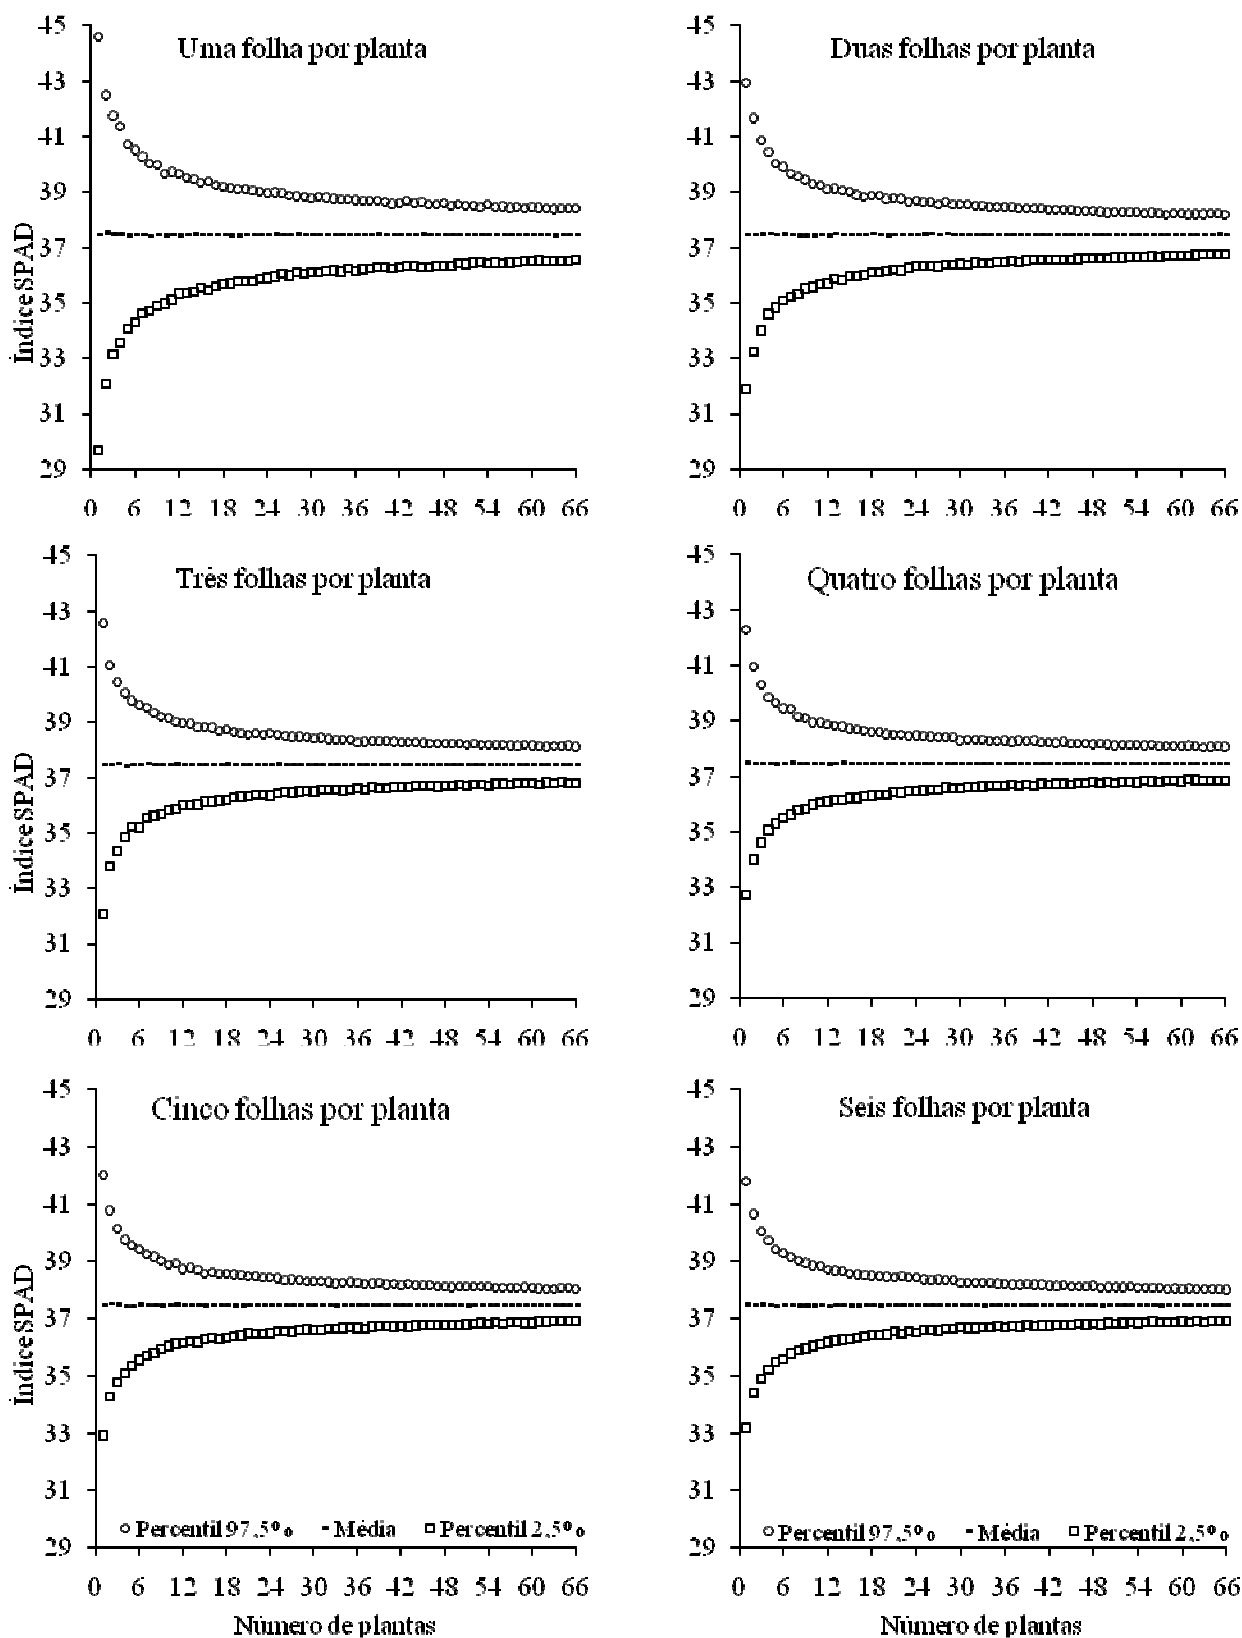 Uma folha por planta
45
43
41
39
37
35
33
31
29
Índice SPAD
0 6 12 18 24 30 36 42 48 54 60 66
Duas folhas por planta
45
43
41
39
37
35
33
31
29
0 6 12 18 24 30 36 42 48 54 60 66
Três folhas por planta
45
43
41
39
37
35
33
31
29
Índice SPAD
0 6 12 18 24 30 36 42 48 54 60 66
Quatro folhas por planta
45
43
41
39
37
35
33
31
29
0 6 12 18 24 30 36 42 48 54 60 66
Cinco folhas por planta
45
43
41
39
37
35
33
31
29
Índice SPAD
Percentil 97,5% Média Percentil 2,5%
0 6 12 18 24 30 36 42 48 54 60 66
Número de plantas
Seis folhas por planta
45
43
41
39
37
35
33
31
29
Percentil 97,5% Média Percentil 2,5%
0 6 12 18 24 30 36 42 48 54 60 66
Número de plantas